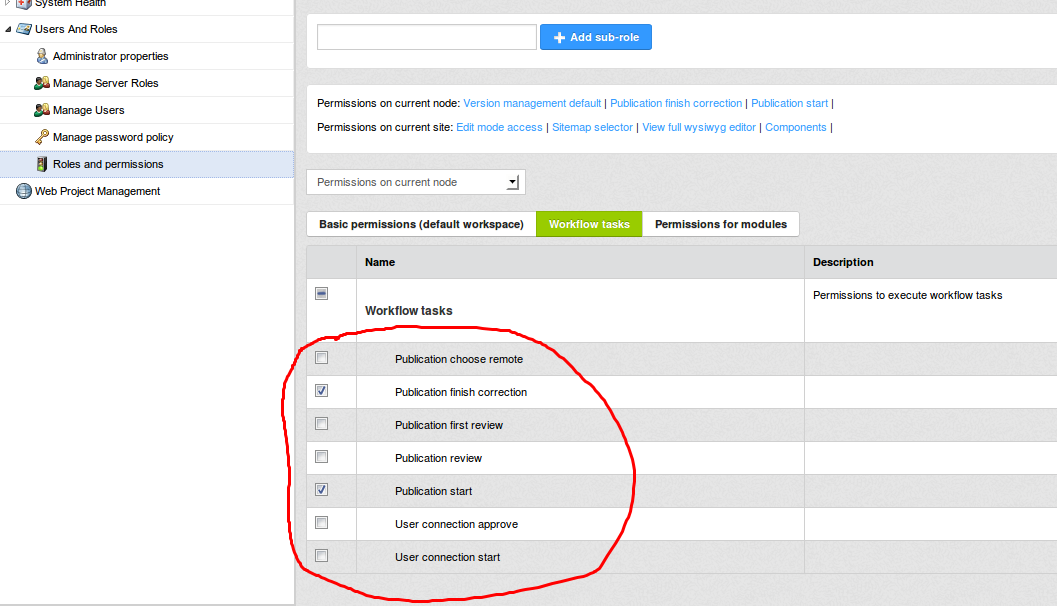 System Health
Users And Roles
Administrator properties
Manage Server Roles
Manage Users
Manage password policy
Roles and permissions
Web Project Management
Add sub-role
Permissions on current node: Version management default | Publication finish correction | Publication start |
Permissions on current site: Edit mode access | Sitemap selector | View full wysiwyg editor | Components |
Permissions on current node
Basic permissions (default workspace) Workflow tasks Permissions for modules
Name Description
Workflow tasks Permissions to execute workflow tasks
Publication choose remote
Publication finish correction
Publication first review
Publication review
Publication start
User connection approve
User connection start